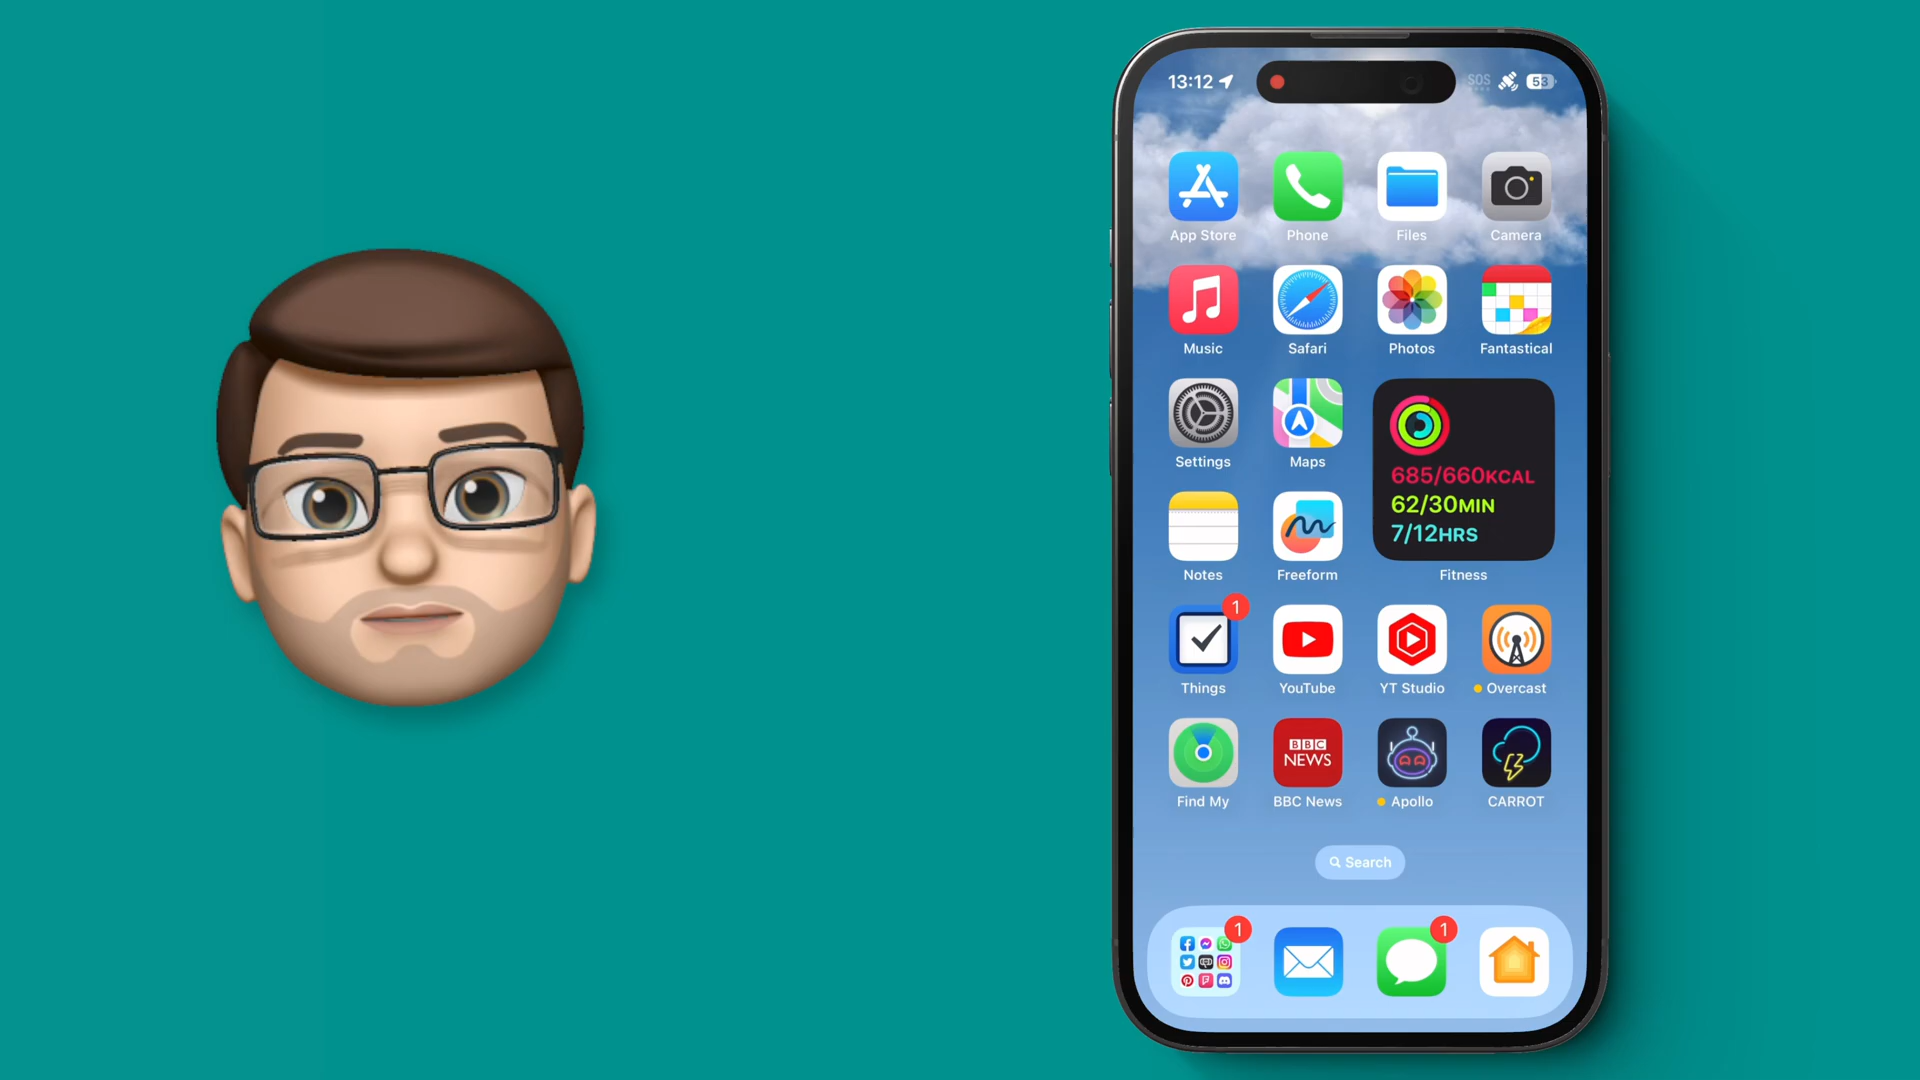 13:12 SOS 53
App Store Phone Files Camera
Music Safari Photos Fantastical
Settings Maps
685/660KCAL
62/30MIN
7/12HRS
Notes Freeform Fitness
1
Things YouTube YT Studio Overcast
BBC
NEWS
Find My BBC News Apollo CARROT
Search
1 1